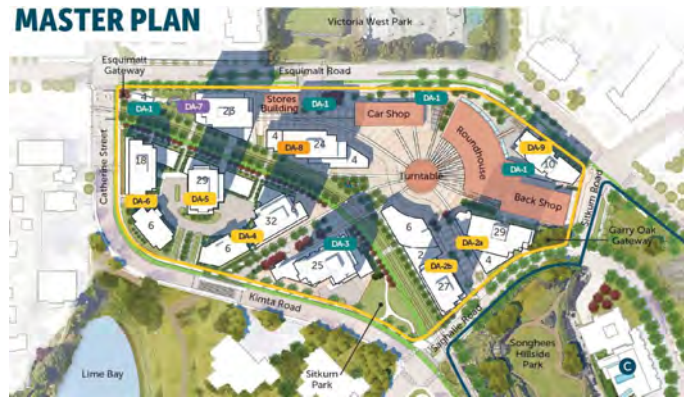 MASTER PLAN
Victoria West Park
Esquimalt
Gateway
Esquimalt Road
4
DA-1
DA-7
23
Stores
Building
DA-1
Car Shop
DA-1
Roundhouse
4
24
DA-8
4
DA-9
10
DA-1
Catherine Street
18
29
DA-5
DA-6
6
Turntable
Back Shop
Sitkum Road
32
DA-4
6
DA-3
25
6
2
DA-2b
27
DA-2a
29
4
Garry Oak
Gateway
Kimta Road
Saghalie Road
Songhees
Hillside
Park
Lime Bay
Sitkum
Park
C